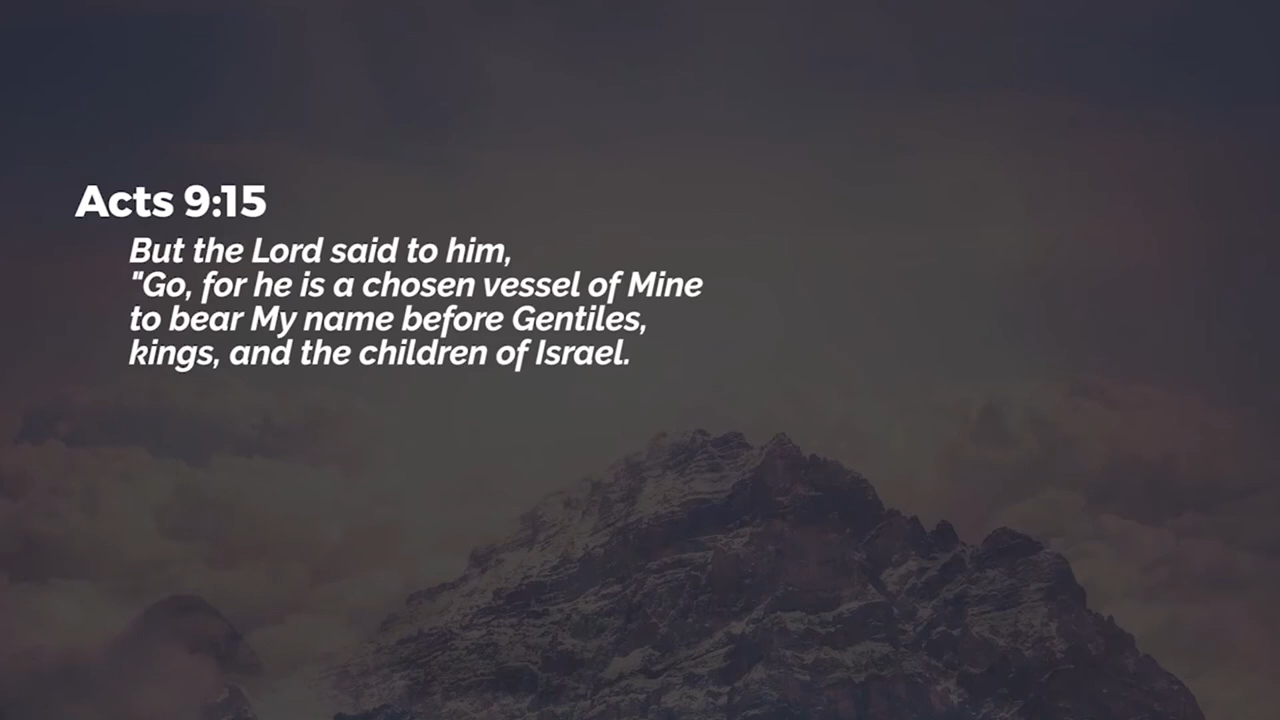 Acts 9:15
But the Lord said to him,
"Go, for he is a chosen vessel of Mine
to bear My name before Gentiles,
kings, and the children of Israel.